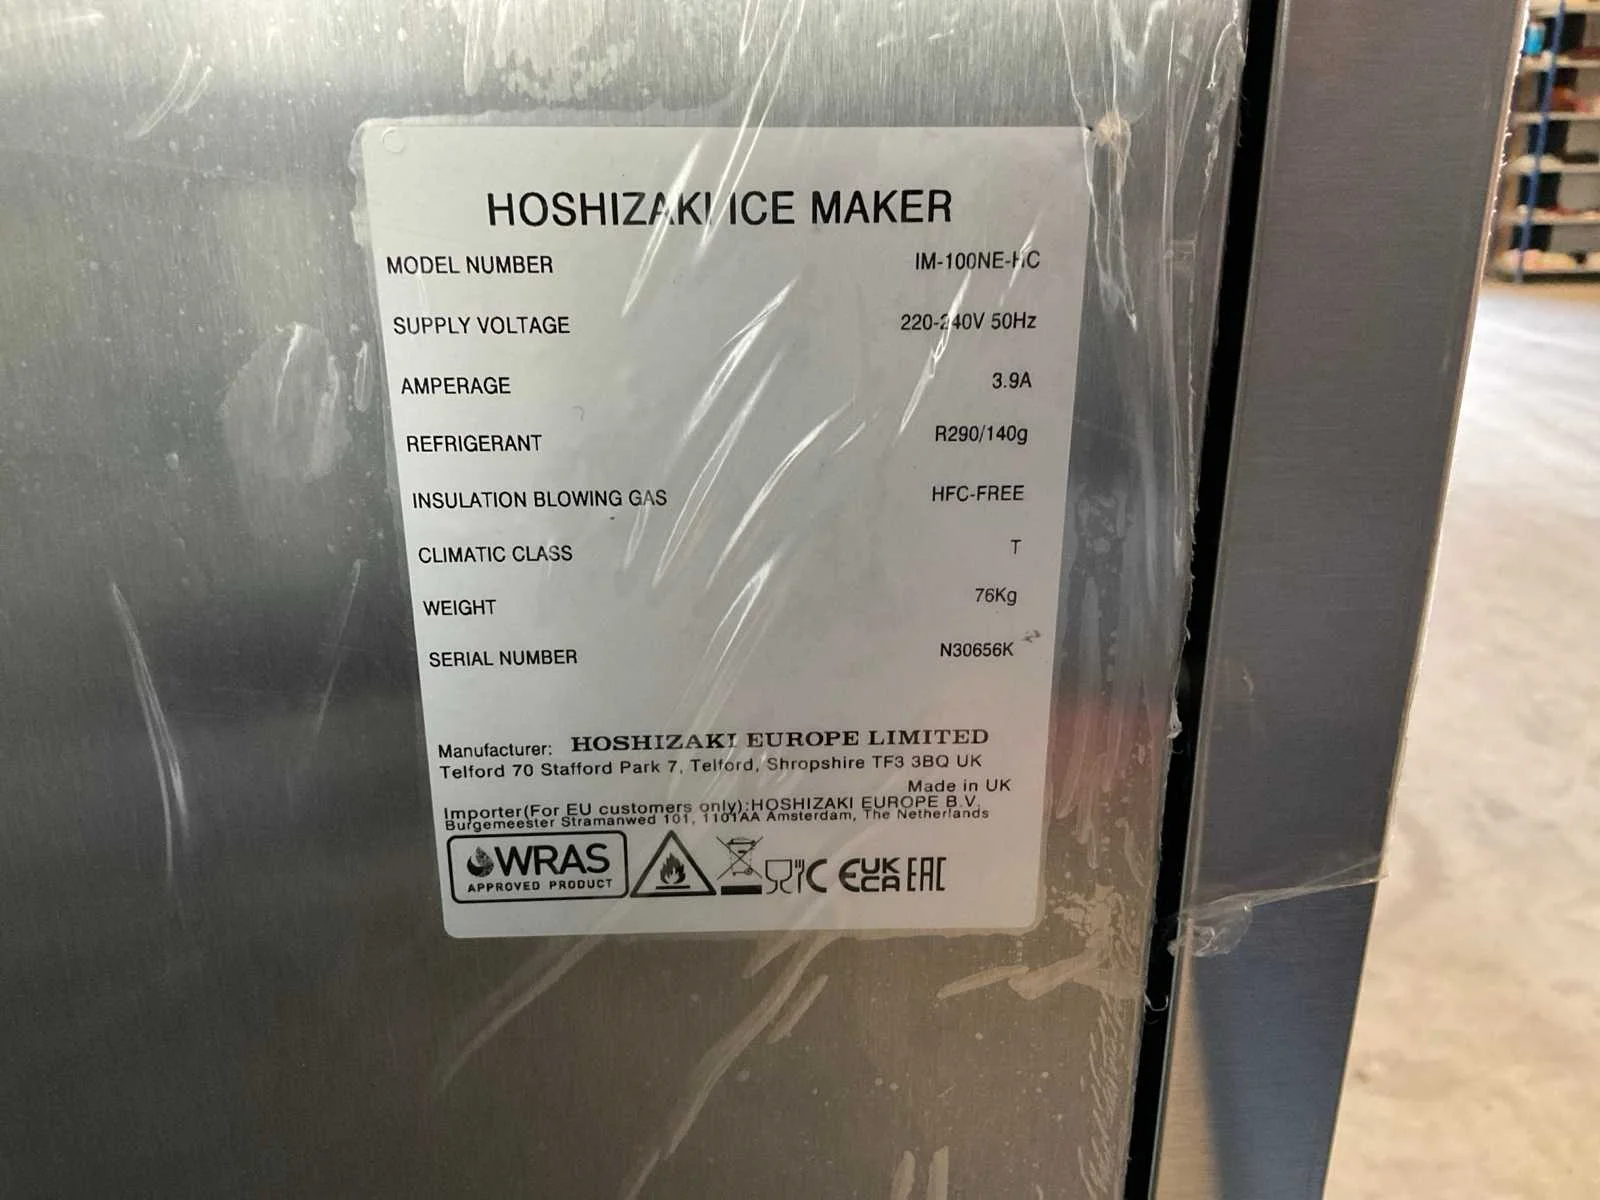 HOSHIZAKI ICE MAKER
MODEL NUMBER IM-100NE-HC
SUPPLY VOLTAGE 220-240V 50Hz
AMPERAGE 3.9A
REFRIGERANT R290/140g
INSULATION BLOWING GAS HFC-FREE
CLIMATIC CLASS T
WEIGHT 76Kg
SERIAL NUMBER N30656K
Manufacturer: HOSHIZAKI EUROPE LIMITED
Telford 70 Stafford Park 7, Telford, Shropshire TF3 3BQ UK
Made in UK
Importer(For EU customers only):HOSHIZAKI EUROPE B.V.
Burgemeester Stramanwed 101, 1101AA Amsterdam, The Netherlands
WRAS
APPROVED PRODUCT
CE UK CA EAC